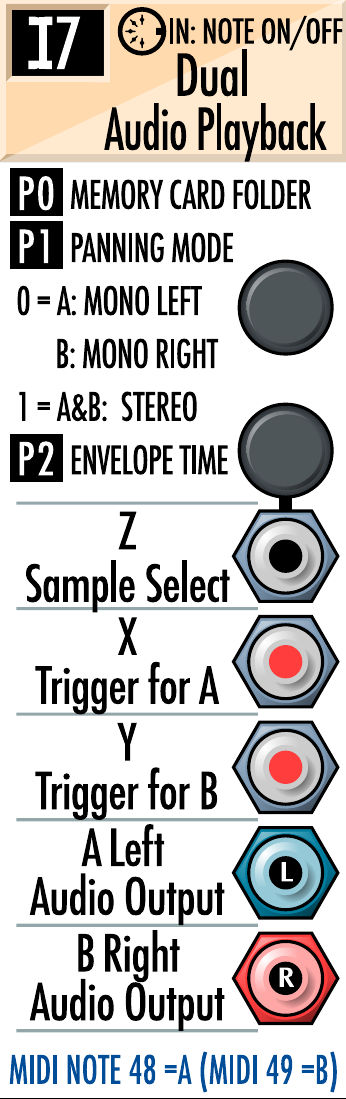 I7
IN: NOTE ON/OFF
Dual
Audio Playback
P0 MEMORY CARD FOLDER
P1 PANNING MODE
0 = A: MONO LEFT
B: MONO RIGHT
1 = A&B: STEREO
P2 ENVELOPE TIME
Z
Sample Select
X
Trigger for A
Y
Trigger for B
A Left
Audio Output
L
B Right
Audio Output
R
MIDI NOTE 48 =A (MIDI 49 =B)